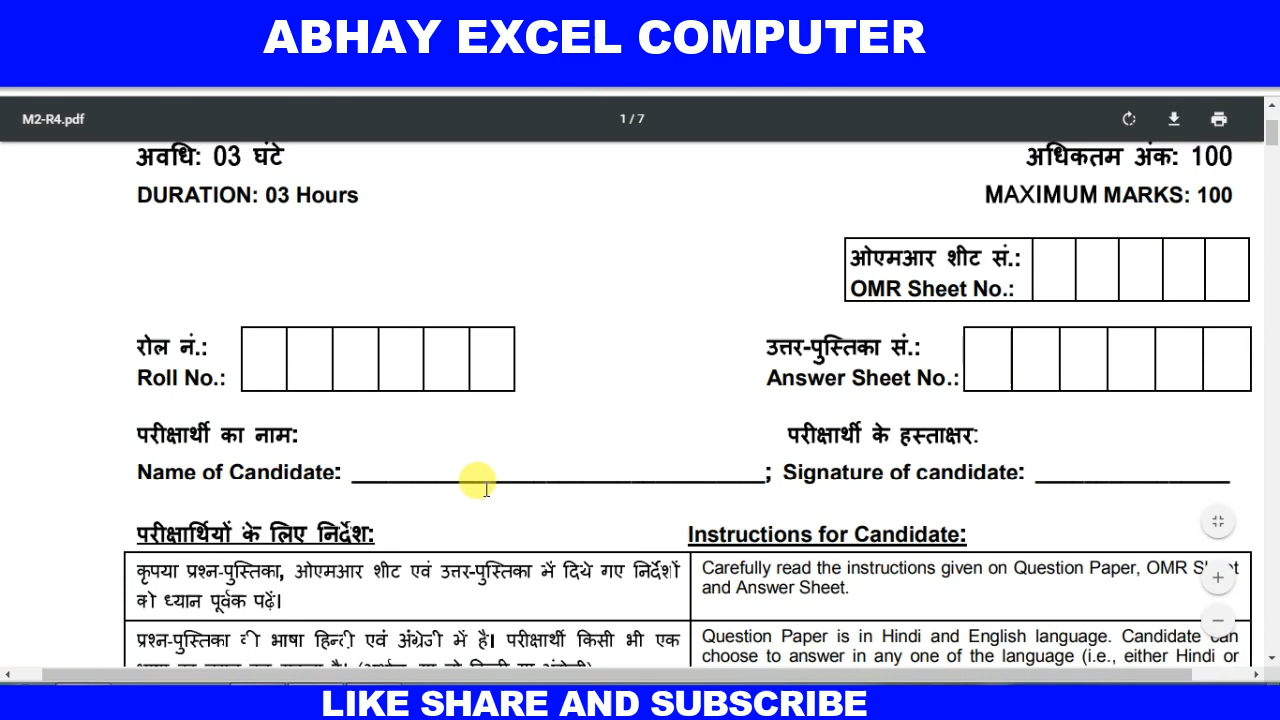 ABHAY EXCEL COMPUTER
M2-R4.pdf
1 / 7
अवधि: 03 घंटे
अधिकतम अंक: 100
DURATION: 03 Hours
MAXIMUM MARKS: 100
ओएमआर शीट सं.:
OMR Sheet No.:
रोल नं.:
Roll No.:
उत्तर-पुस्तिका सं.:
Answer Sheet No.:
परीक्षार्थी का नाम:
परीक्षार्थी के हस्ताक्षर:
Name of Candidate: ; Signature of candidate:
परीक्षार्थियों के लिए निर्देश:
Instructions for Candidate:
कृपया प्रश्न-पुस्तिका, ओएमआर शीट एवं उत्तर-पुस्तिका में दिये गए निर्देशों
को ध्यान पूर्वक पढ़ें।
Carefully read the instructions given on Question Paper, OMR
and Answer Sheet.
प्रश्न-पुस्तिका की भाषा हिन्दी एवं अंग्रेजी में है। परीक्षार्थी किसी भी एक
Question Paper is in Hindi and English language. Candidate can
choose to answer in any one of the language (i.e., either Hindi or
LIKE SHARE AND SUBSCRIBE